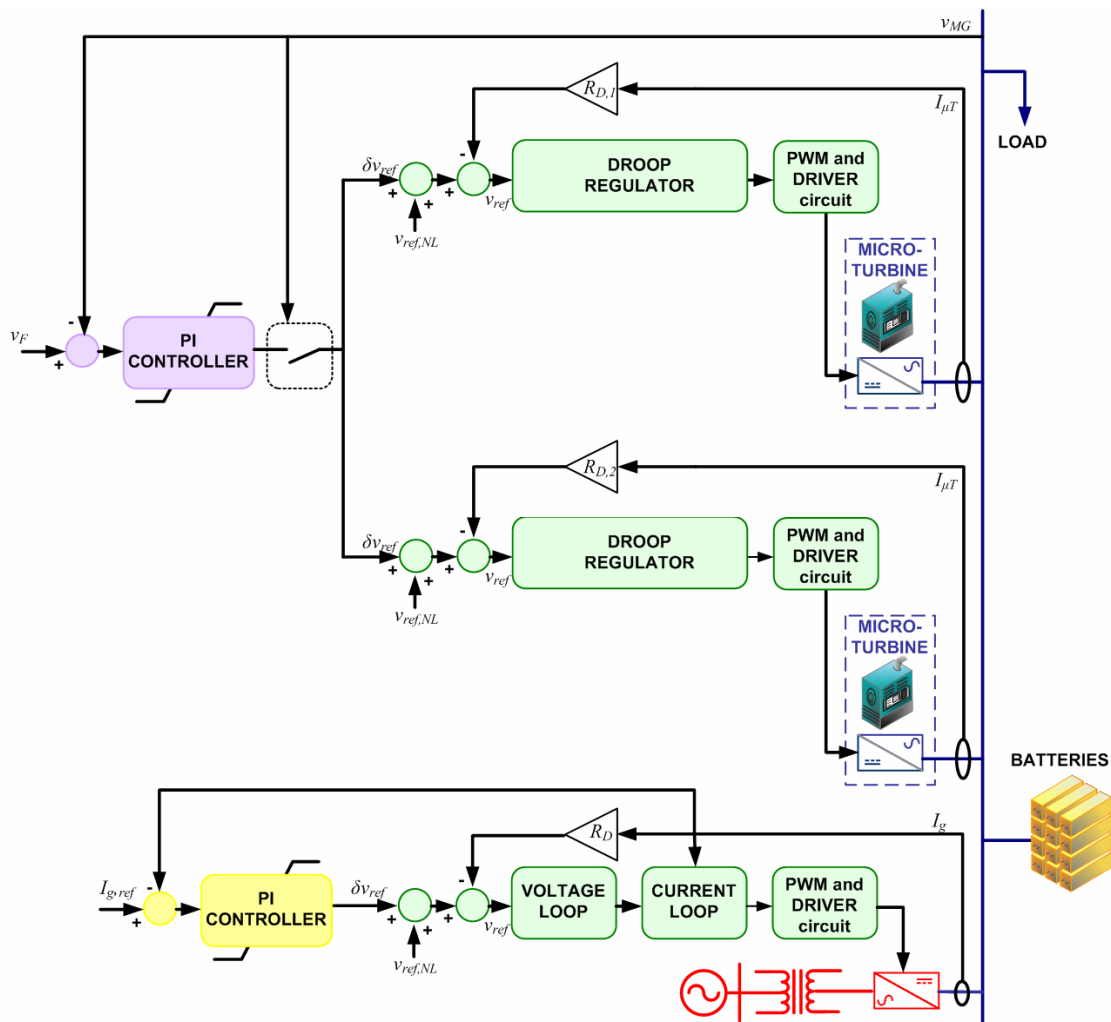 v_MG
R_D,1
I_μT
LOAD
δv_ref
-
+
+
+
v_ref
v_ref,NL
DROOP
REGULATOR
PWM and
DRIVER
circuit
MICRO-
TURBINE
v_F
-
+
PI
CONTROLLER
R_D,2
I_μT
δv_ref
-
+
+
+
v_ref
v_ref,NL
DROOP
REGULATOR
PWM and
DRIVER
circuit
MICRO-
TURBINE
BATTERIES
R_D
I_g
I_g,ref
-
+
PI
CONTROLLER
δv_ref
-
+
+
+
v_ref
v_ref,NL
VOLTAGE
LOOP
CURRENT
LOOP
PWM and
DRIVER
circuit